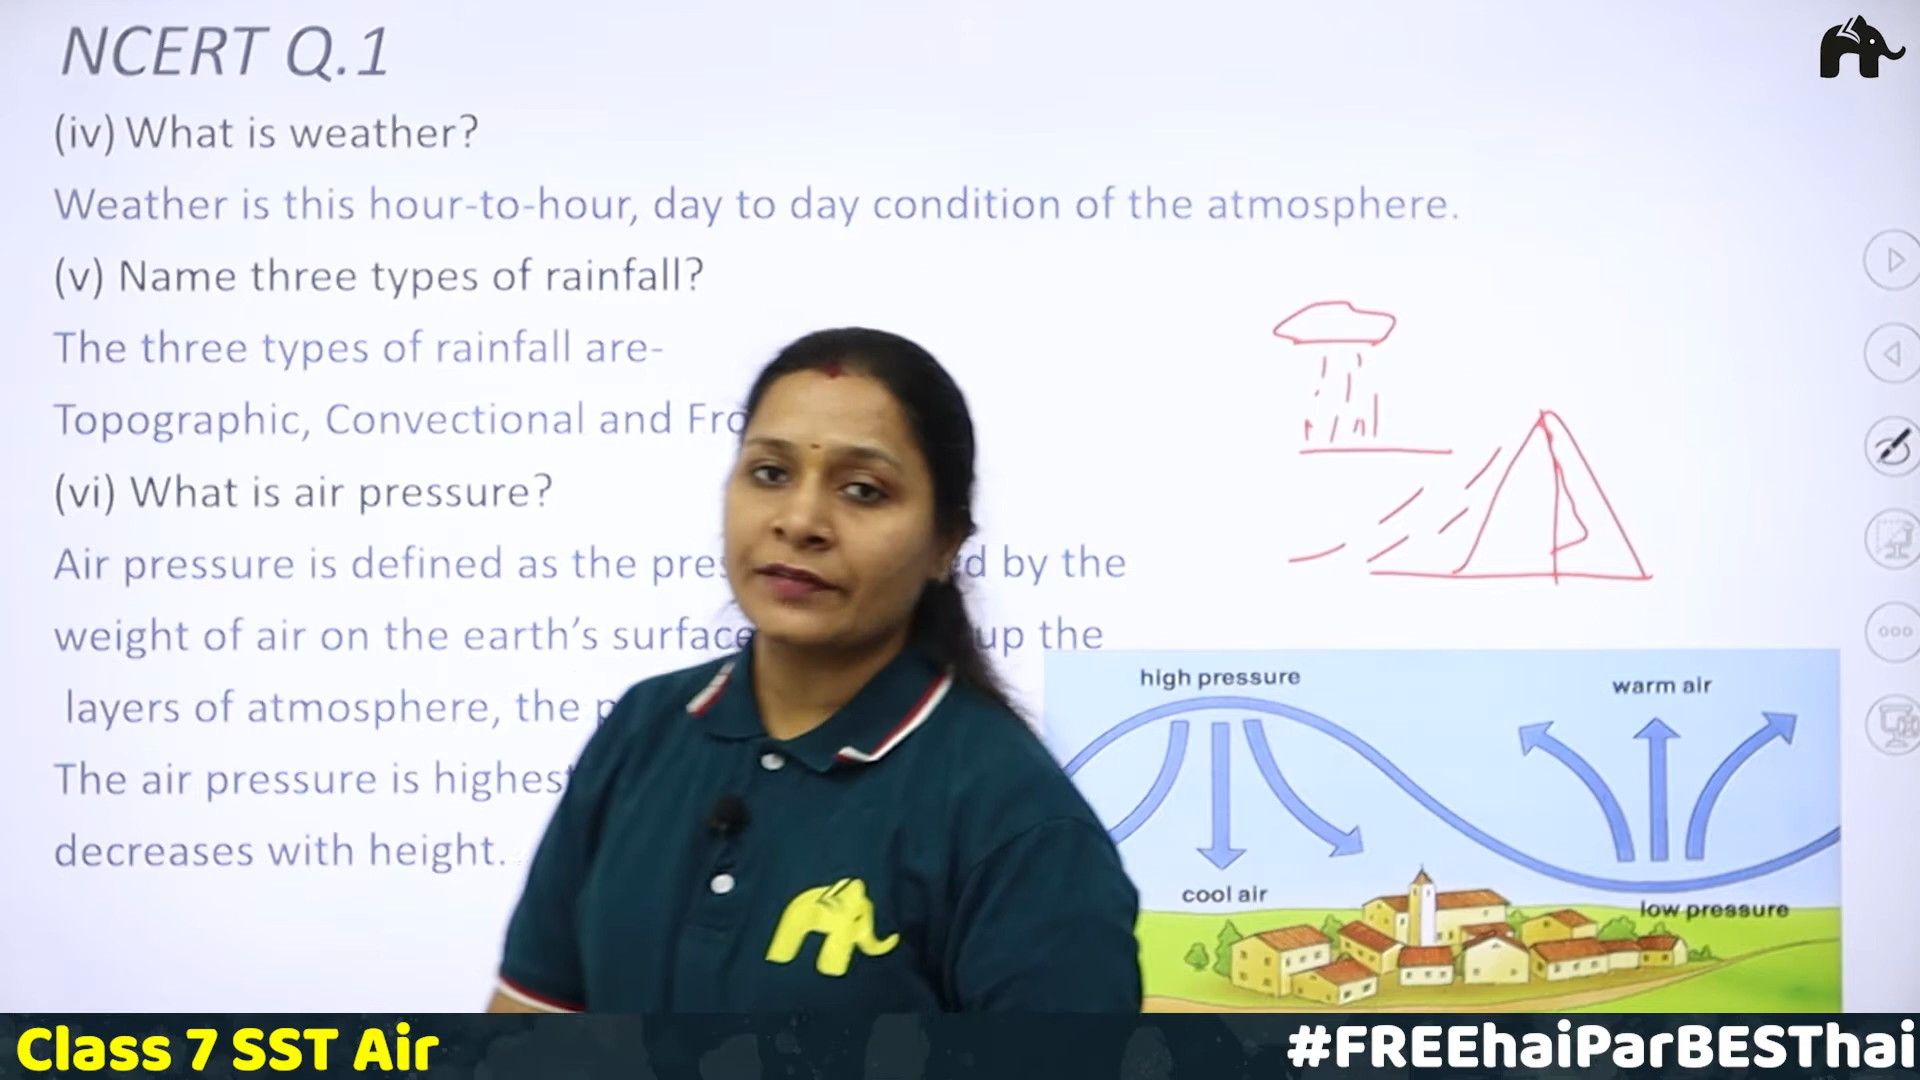 NCERT Q.1
(iv) What is weather?
Weather is this hour-to-hour, day to day condition of the atmosphere.
(v) Name three types of rainfall?
The three types of rainfall are-
Topographic, Convectional and
(vi) What is air pressure?
Air pressure is defined as the by the
weight of air on the earth's surface up the
layers of atmosphere, the
The air pressure is highest
decreases with height.
high pressure
warm air
cool air
low pressure
Class 7 SST Air
#FREEhaiParBESThai